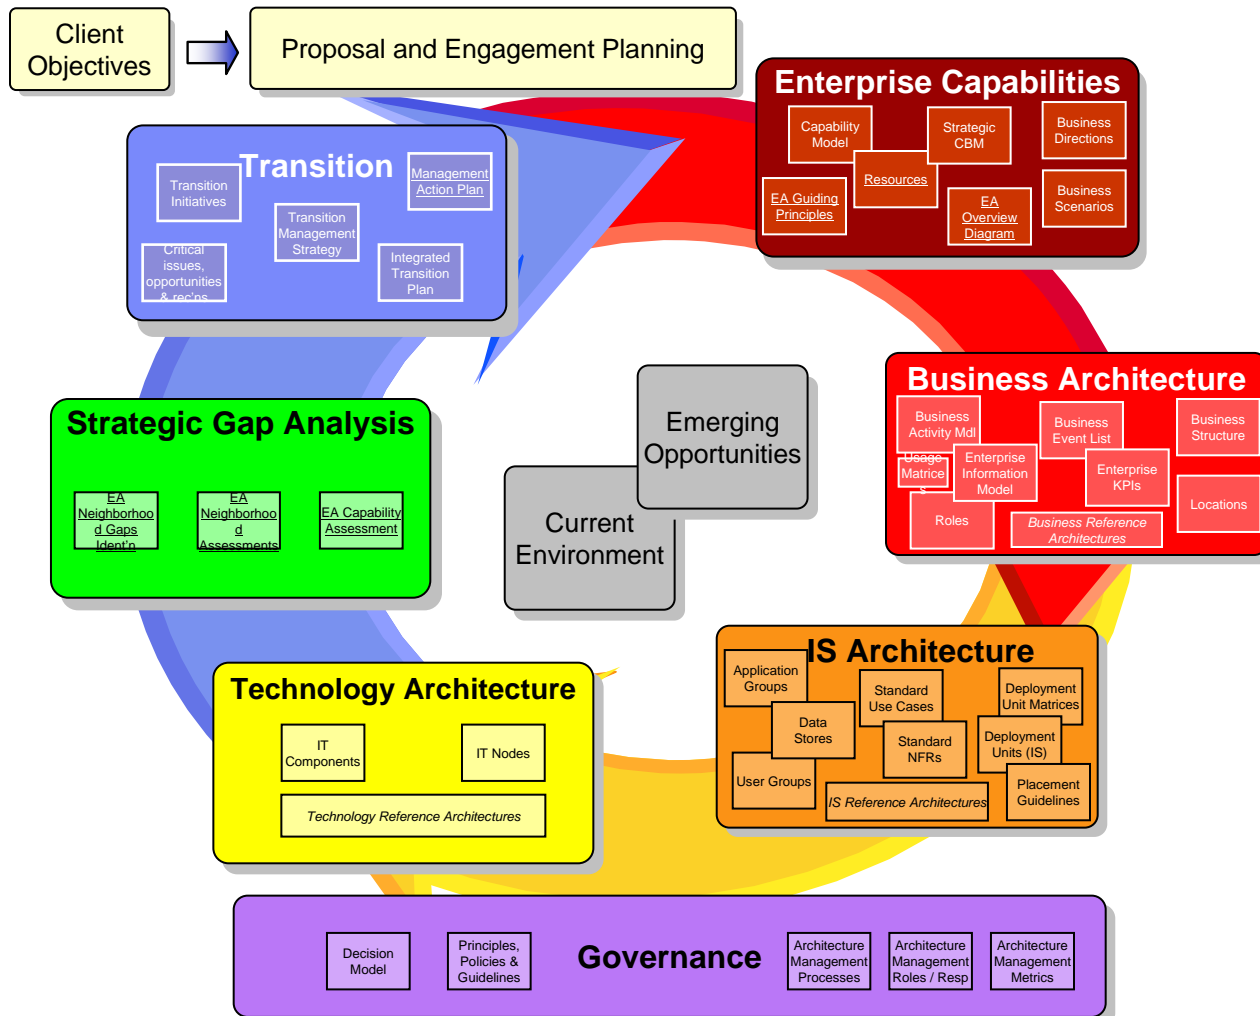 Client
Objectives
Proposal and Engagement Planning
Enterprise Capabilities
Capability
Model
Strategic
CBM
Business
Directions
Resources
EA Guiding
Principles
EA
Overview
Diagram
Business
Scenarios
Transition
Transition
Initiatives
Management
Action Plan
Transition
Management
Strategy
Critical
issues,
opportunities
& rec'ns
Integrated
Transition
Plan
Business Architecture
Business
Activity Mdl
Business
Event List
Business
Structure
Usage
Matrice
s
Enterprise
Information
Model
Enterprise
KPIs
Locations
Roles
Business Reference
Architectures
Strategic Gap Analysis
EA
Neighborhoo
d Gaps
Ident'n
EA
Neighborhoo
d
Assessments
EA Capability
Assessment
Emerging
Opportunities
Current
Environment
IS Architecture
Application
Groups
Standard
Use Cases
Deployment
Unit Matrices
Data
Stores
Standard
NFRs
Deployment
Units (IS)
User Groups
IS Reference Architectures
Placement
Guidelines
Technology Architecture
IT
Components
IT Nodes
Technology Reference Architectures
Governance
Decision
Model
Principles,
Policies &
Guidelines
Architecture
Management
Processes
Architecture
Management
Roles / Resp
Architecture
Management
Metrics